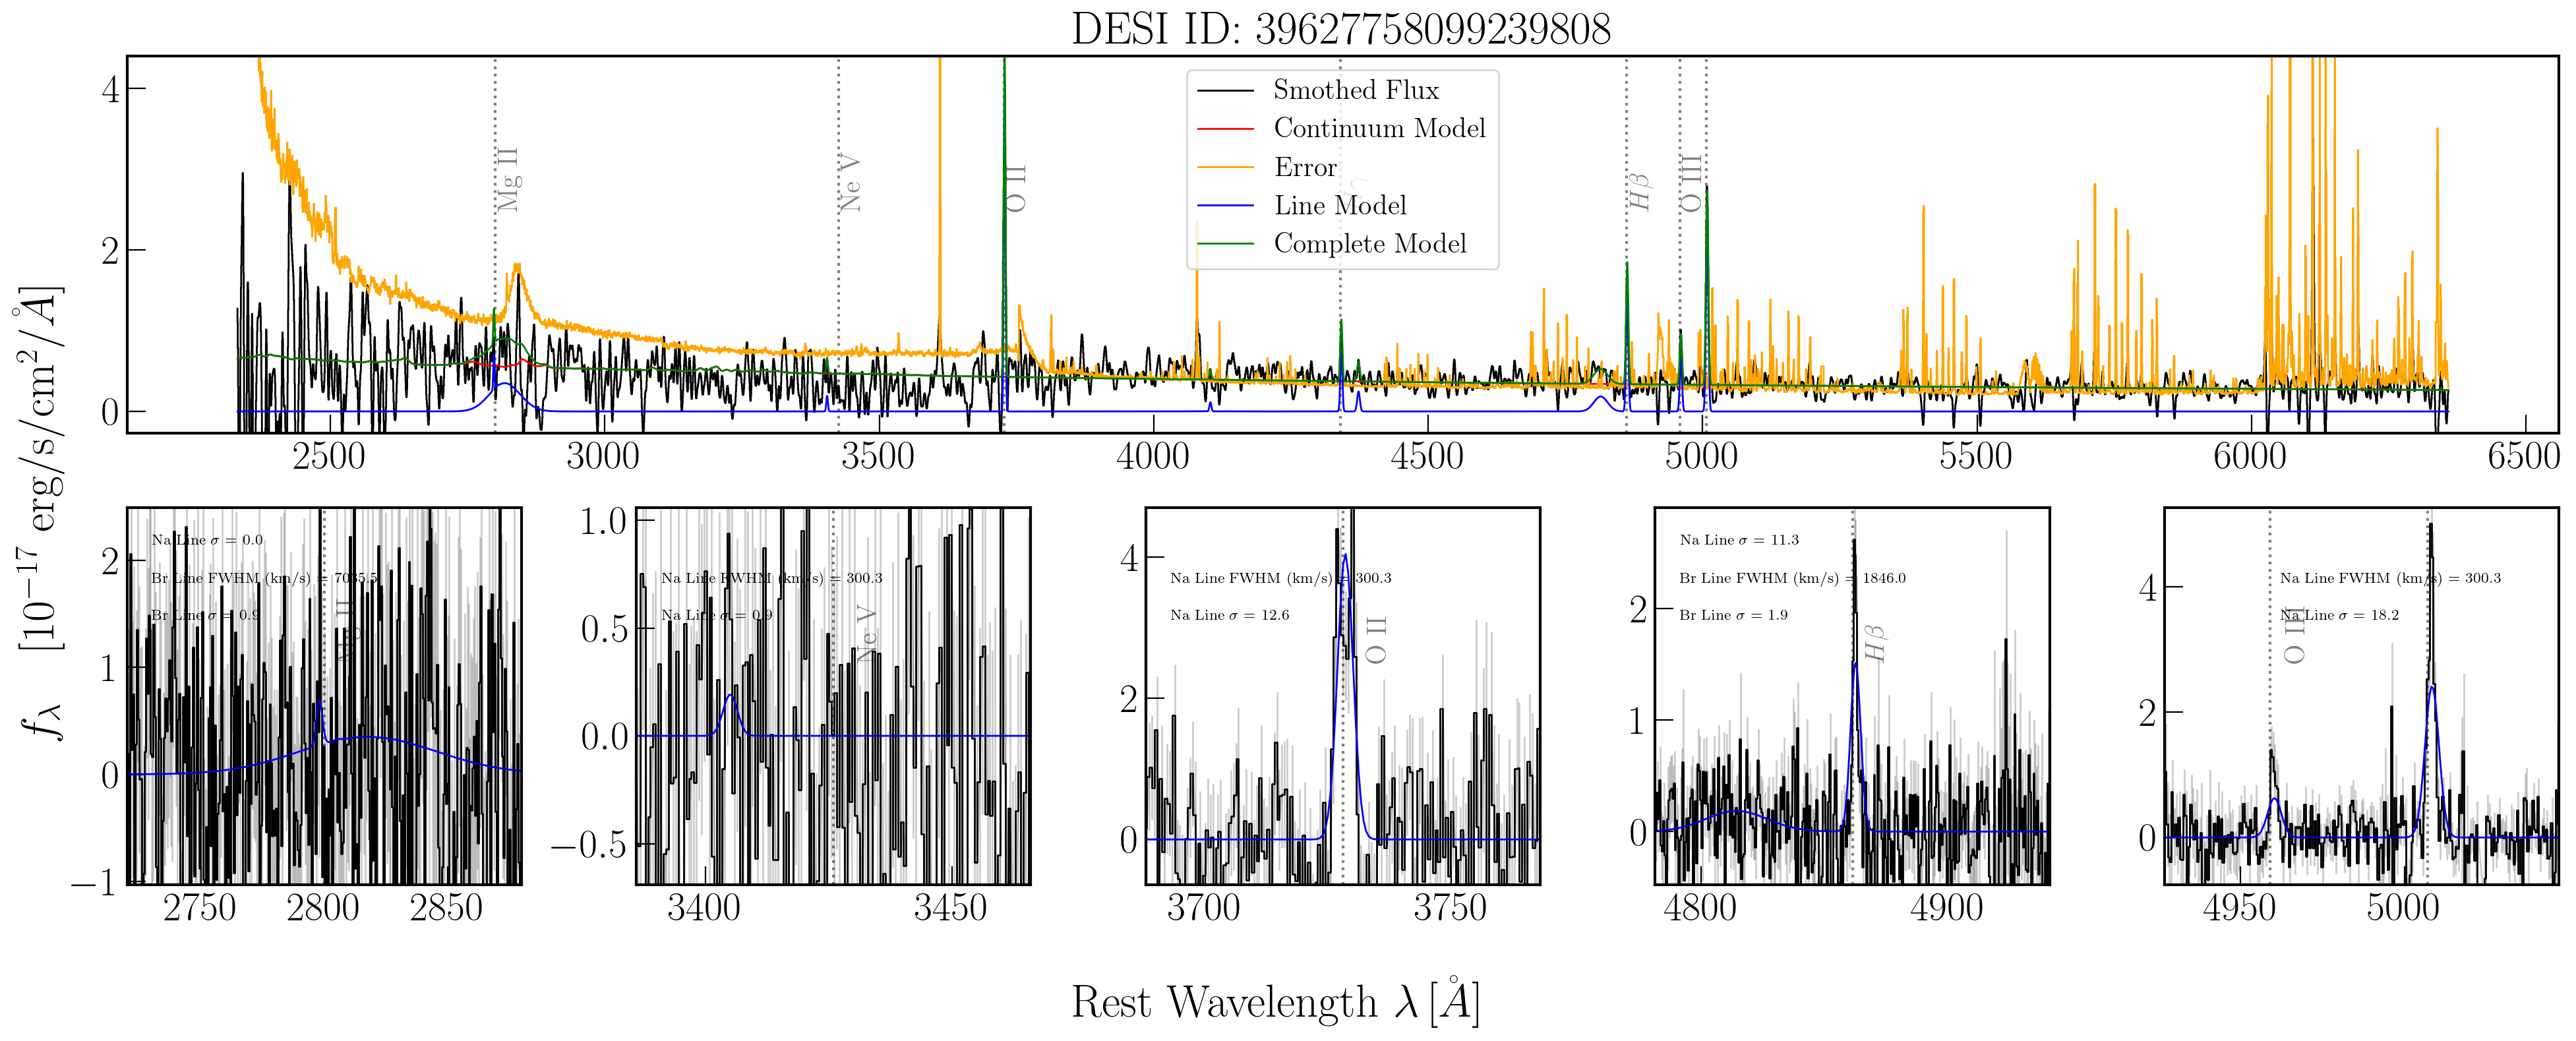 DESI ID: 39627758099239808
Smothed Flux
Continuum Model
Error
Line Model
Complete Model
Mg II
Ne V
O II
Hβ
O III
4
2
0
2500 3000 3500 4000 4500 5000 5500 6000 6500
f_λ [10^{-17} erg/s/cm^2/Å]
Na Line σ = 0.0
Br Line FWHM (km/s) = 7035.5
Br Line σ = 0.9
Mg II
2
1
0
−1
2750 2800 2850
Na Line FWHM (km/s) = 300.3
Na Line σ = 0.9
Ne V
1.0
0.5
0.0
−0.5
3400 3450
Na Line FWHM (km/s) = 300.3
Na Line σ = 12.6
O II
4
2
0
3700 3750
Na Line σ = 11.3
Br Line FWHM (km/s) = 1846.0
Br Line σ = 1.9
Hβ
2
1
0
4800 4900
Na Line FWHM (km/s) = 300.3
Na Line σ = 18.2
O III
4
2
0
4950 5000
Rest Wavelength λ [Å]